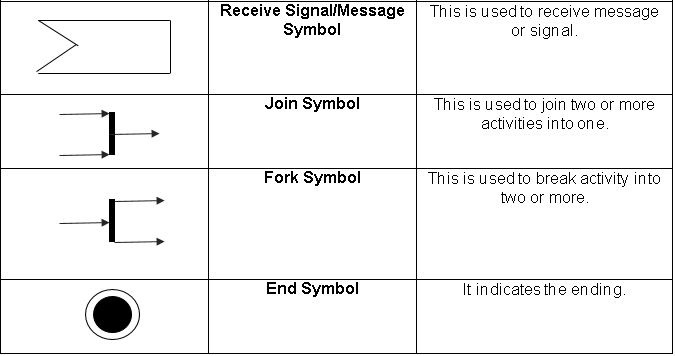 Receive Signal/Message
Symbol
This is used to receive message
or signal.
Join Symbol
This is used to join two or more
activities into one.
Fork Symbol
This is used to break activity into
two or more.
End Symbol
It indicates the ending.